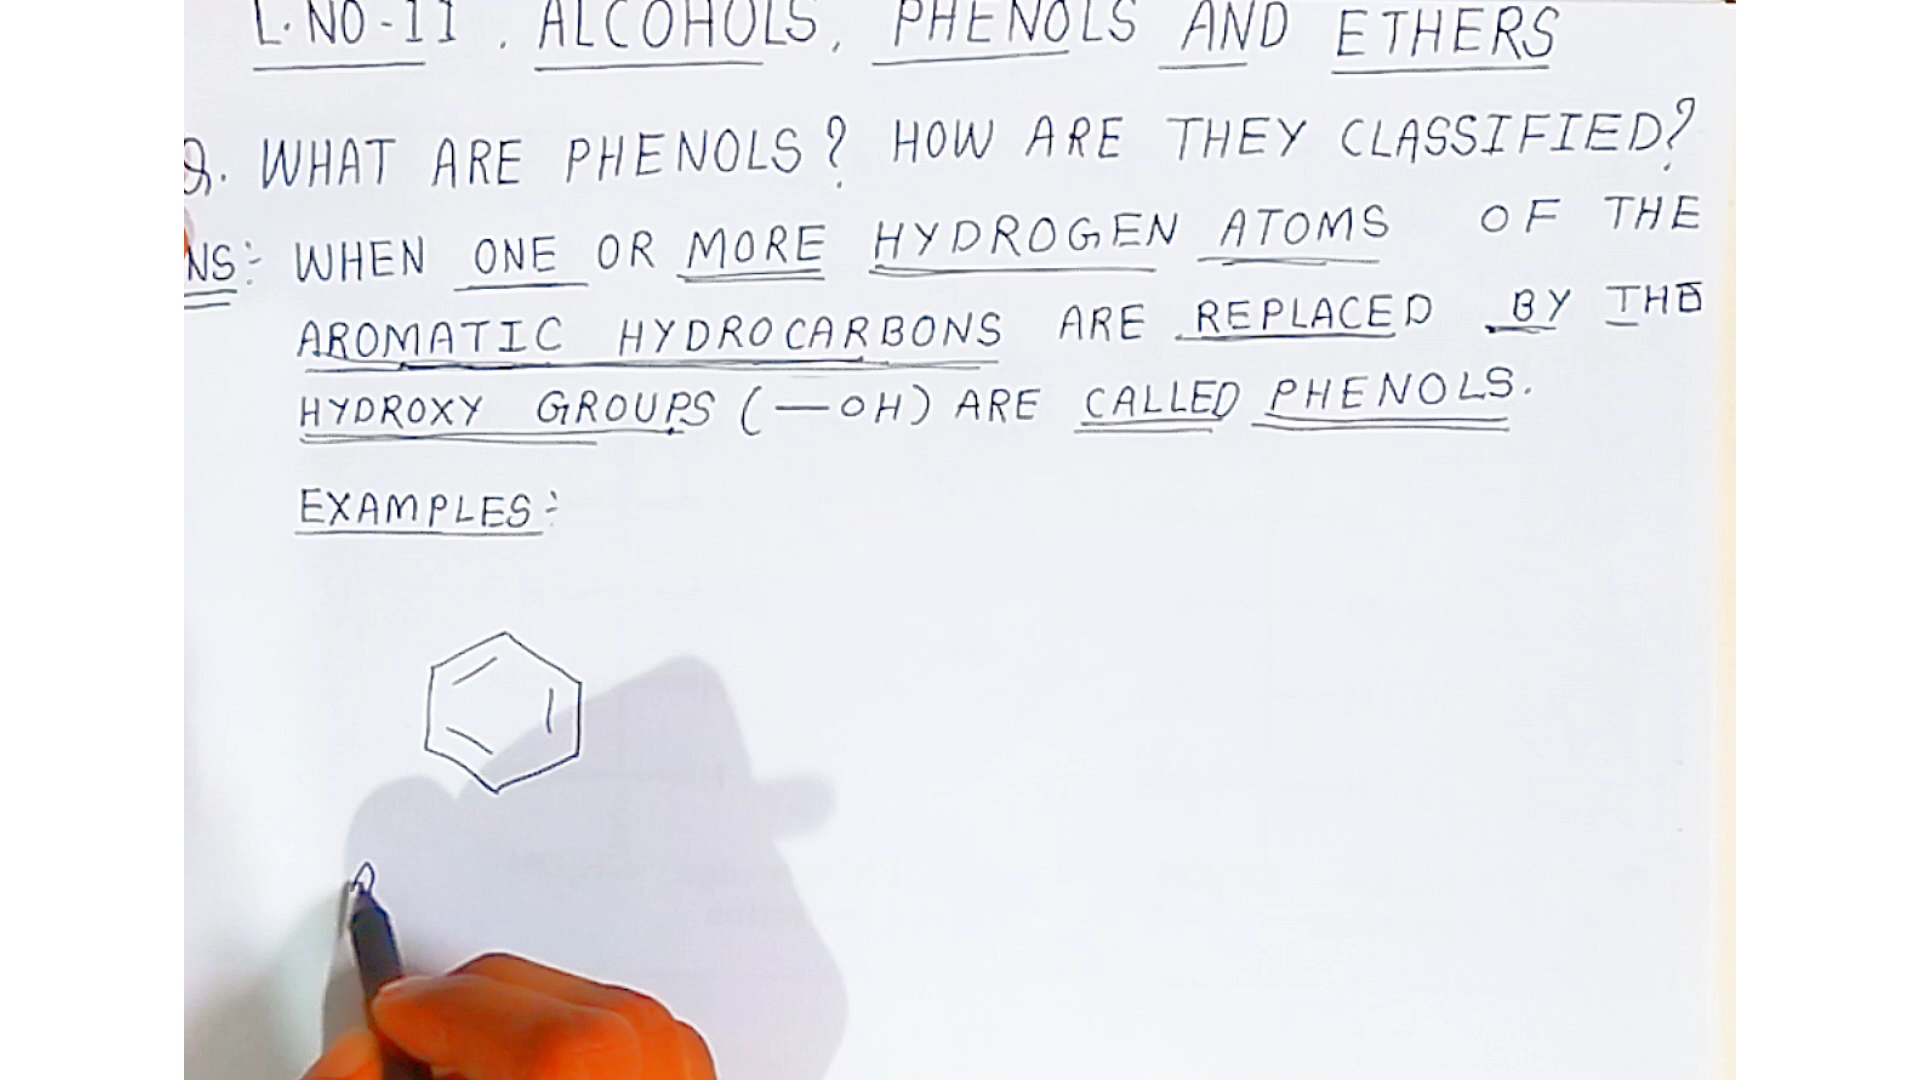 L. NO-11. ALCOHOLS, PHENOLS AND ETHERS
Q. WHAT ARE PHENOLS? HOW ARE THEY CLASSIFIED?
NS:- WHEN ONE OR MORE HYDROGEN ATOMS OF THE
AROMATIC HYDROCARBONS ARE REPLACED BY THE
HYDROXY GROUPS (—OH) ARE CALLED PHENOLS.
EXAMPLES:-